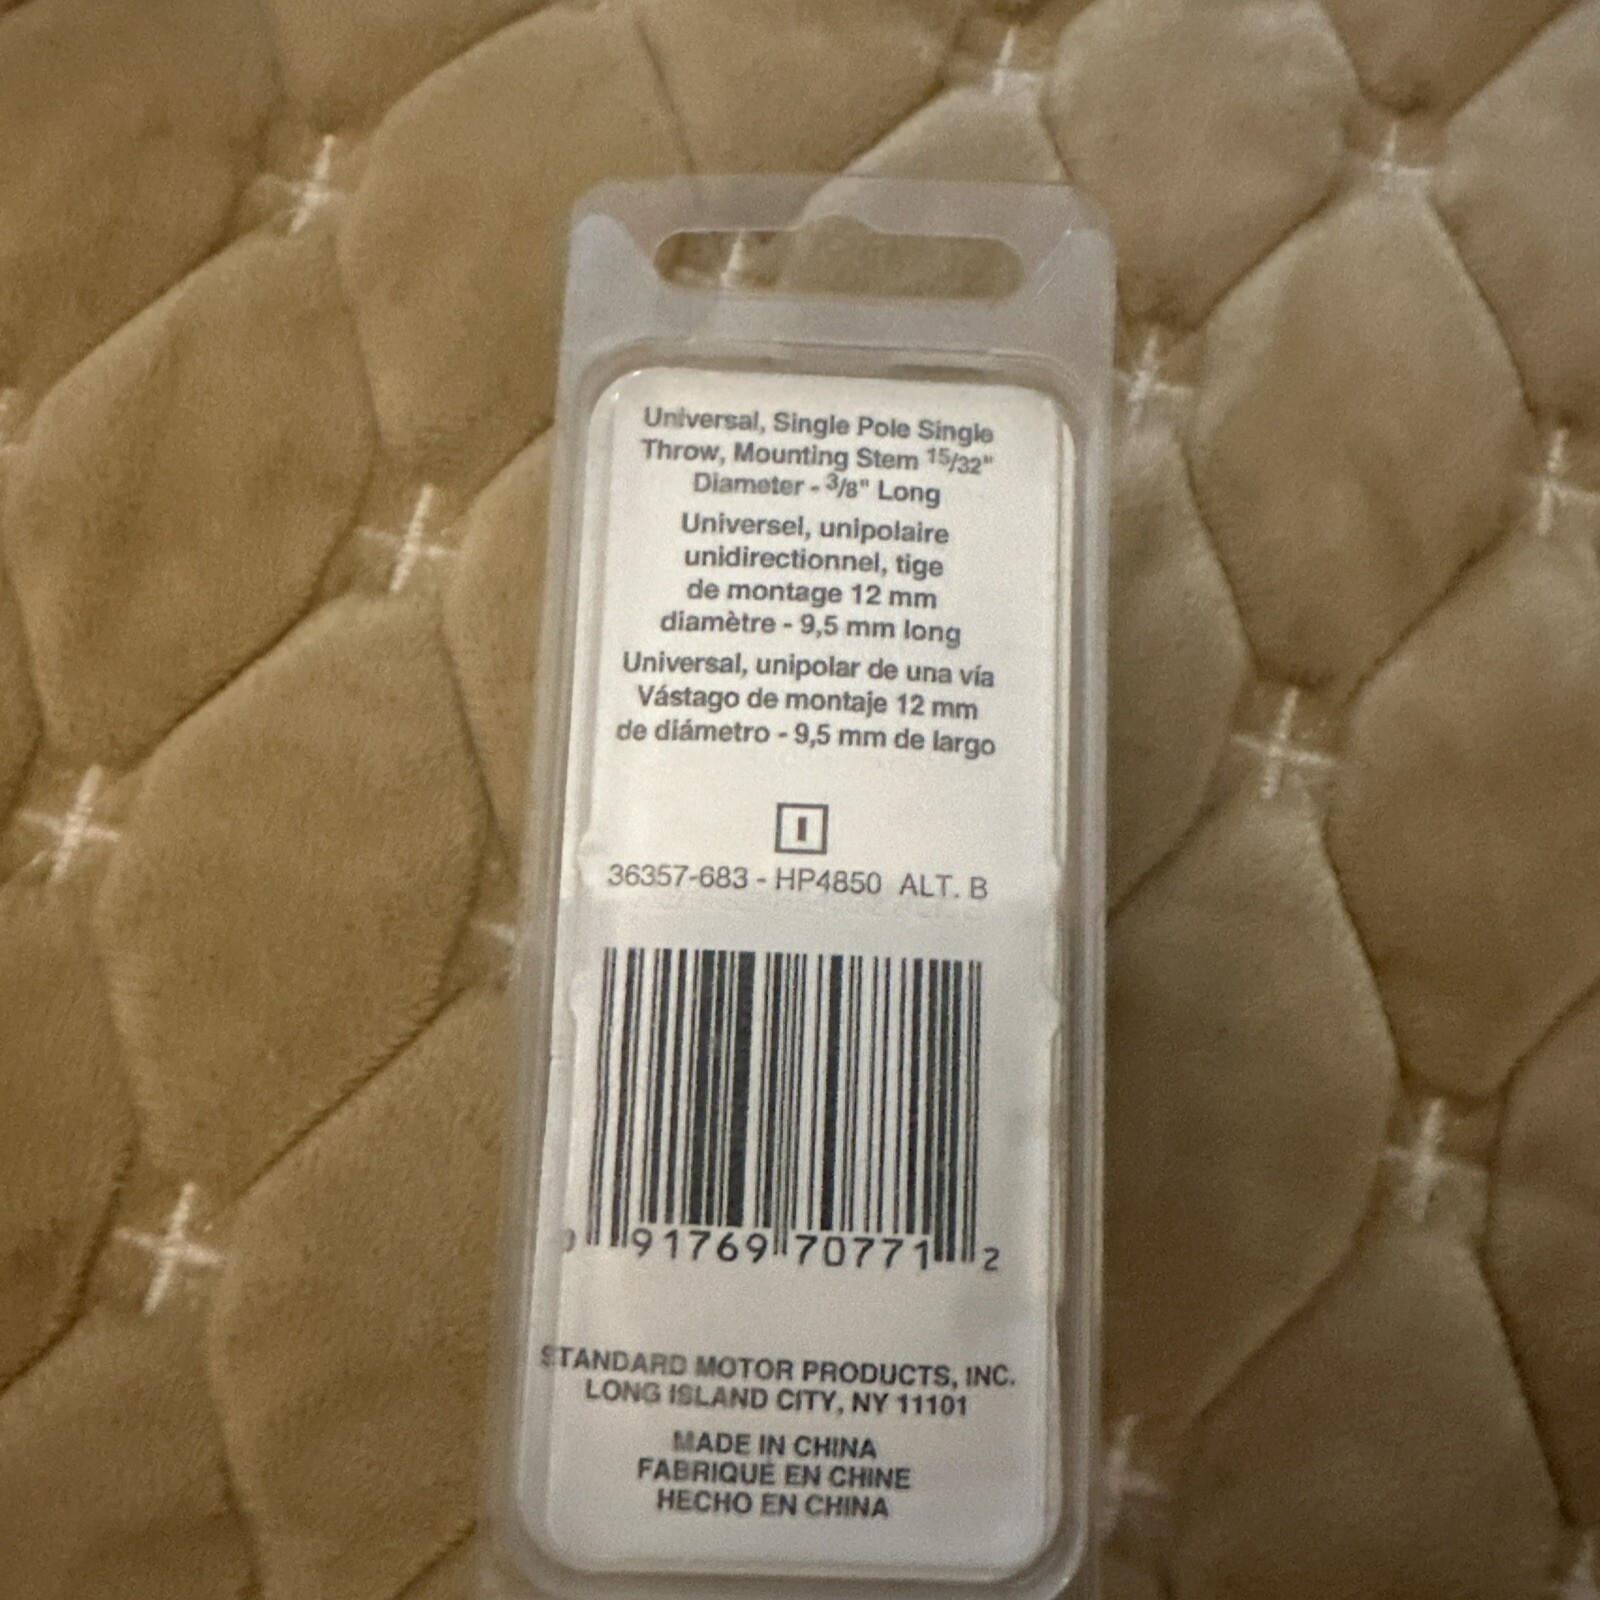 Universal, Single Pole Single
Throw, Mounting Stem 15/32"
Diameter - 3/8" Long
Universel, unipolaire
unidirectionnel, tige
de montage 12 mm
diamètre - 9,5 mm long
Universal, unipolar de una vía
Vástago de montaje 12 mm
de diámetro - 9,5 mm de largo
I
36357-683 - HP4850 ALT. B
0 91769 70771 2
STANDARD MOTOR PRODUCTS, INC.
LONG ISLAND CITY, NY 11101
MADE IN CHINA
FABRIQUÉ EN CHINE
HECHO EN CHINA